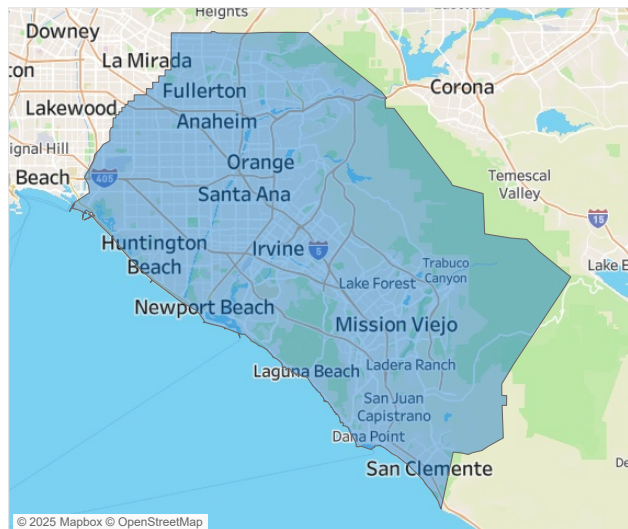 Heights
Downey
La Mirada
Corona
Fullerton
Lakewood
Anaheim
ignal Hill
Orange
405
Temescal
Valley
n Beach
Santa Ana
15
Huntington
Beach
Irvine
5
Trabuco
Canyon
Lake E
Lake Forest
Newport Beach
Mission Viejo
Laguna Beach
Ladera Ranch
San Juan
Capistrano
Dana Point
San Clemente
De
© 2025 Mapbox © OpenStreetMap